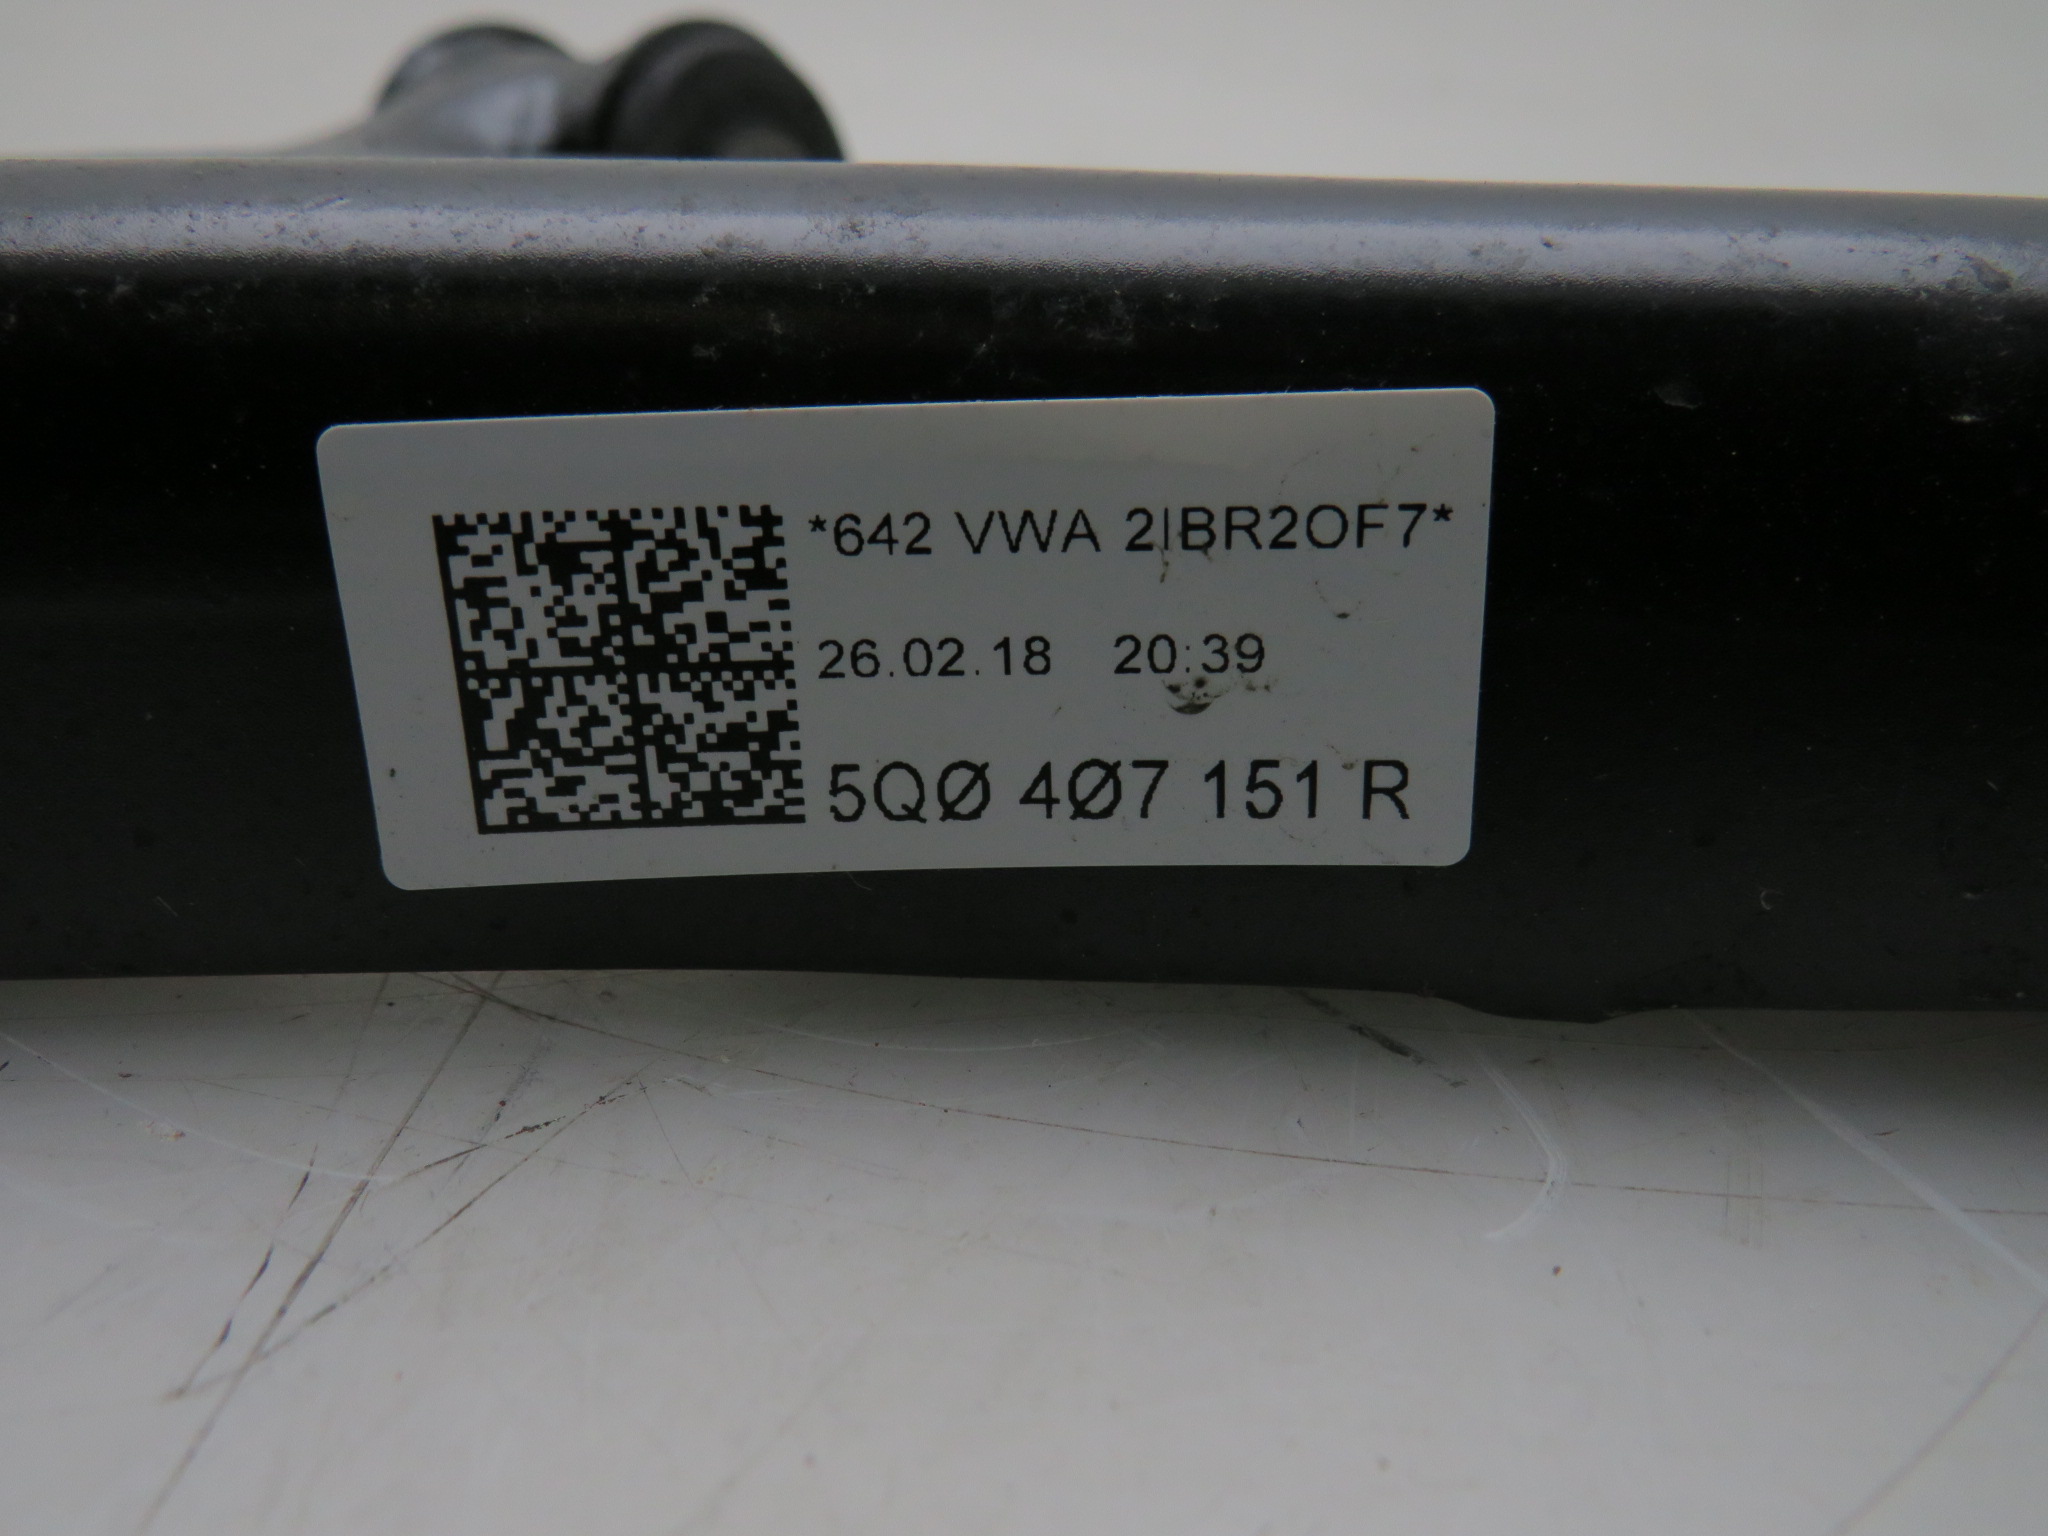 *642 VWA 2IBR2OF7*
26.02.18 20:39
5QØ 4Ø7 151 R